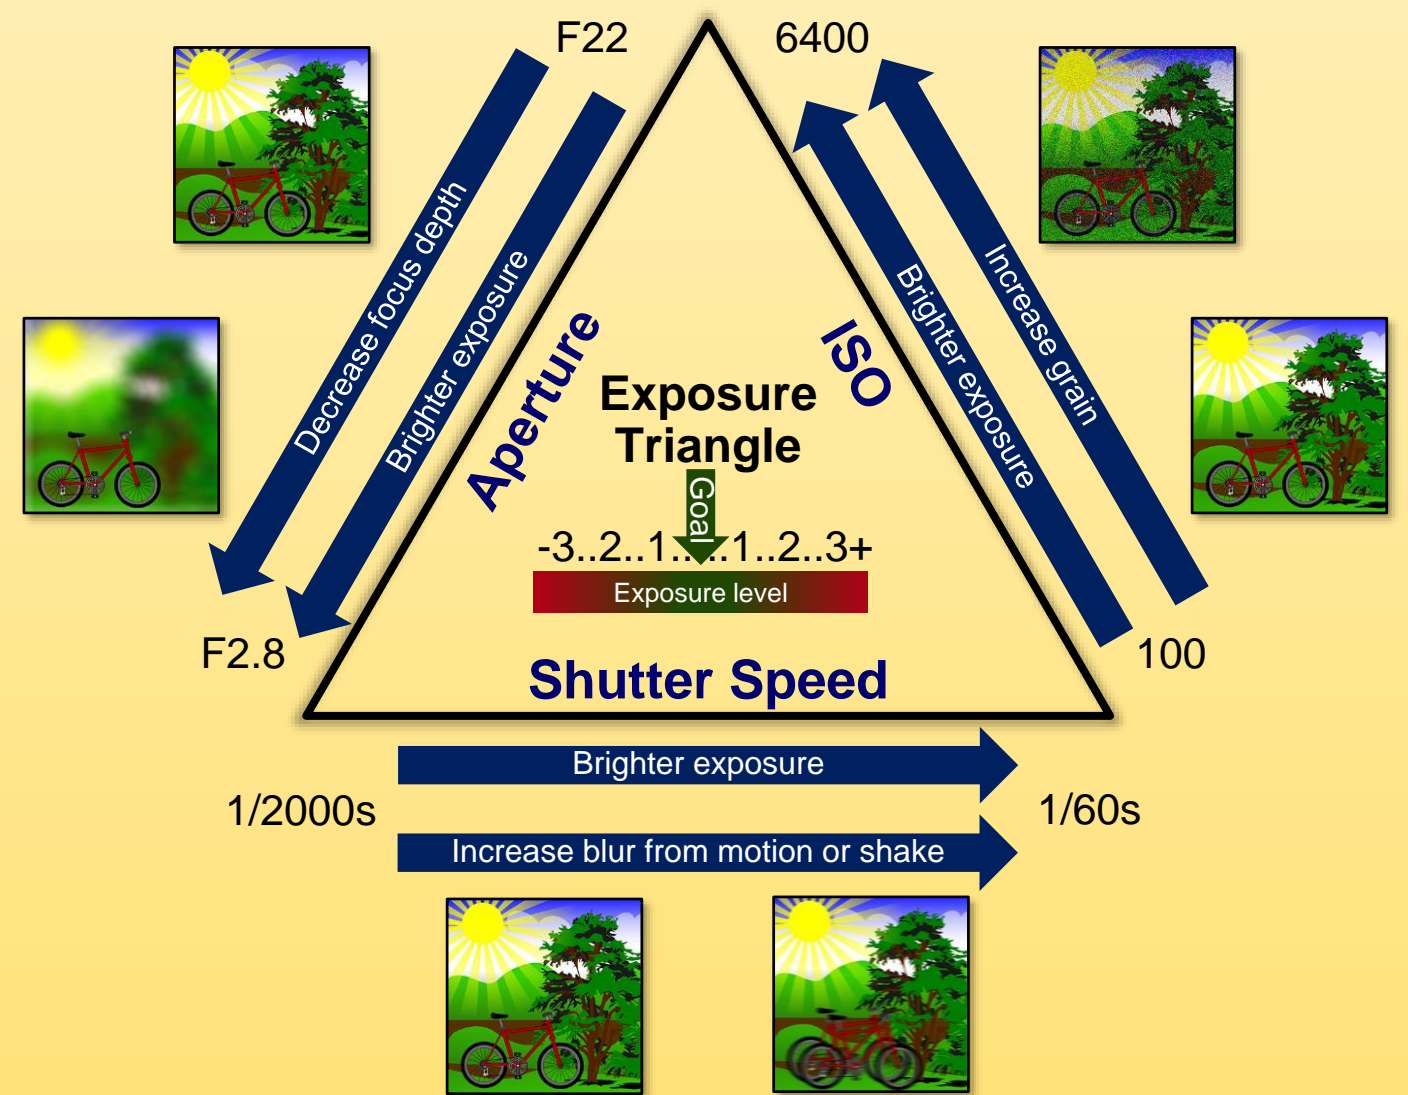 F22
6400
Decrease focus depth
Brighter exposure
Aperture
ISO
Brighter exposure
Increase grain
Exposure
Triangle
Goal
-3..2..1.....1..2..3+
Exposure level
F2.8
100
Shutter Speed
Brighter exposure
1/2000s
1/60s
Increase blur from motion or shake